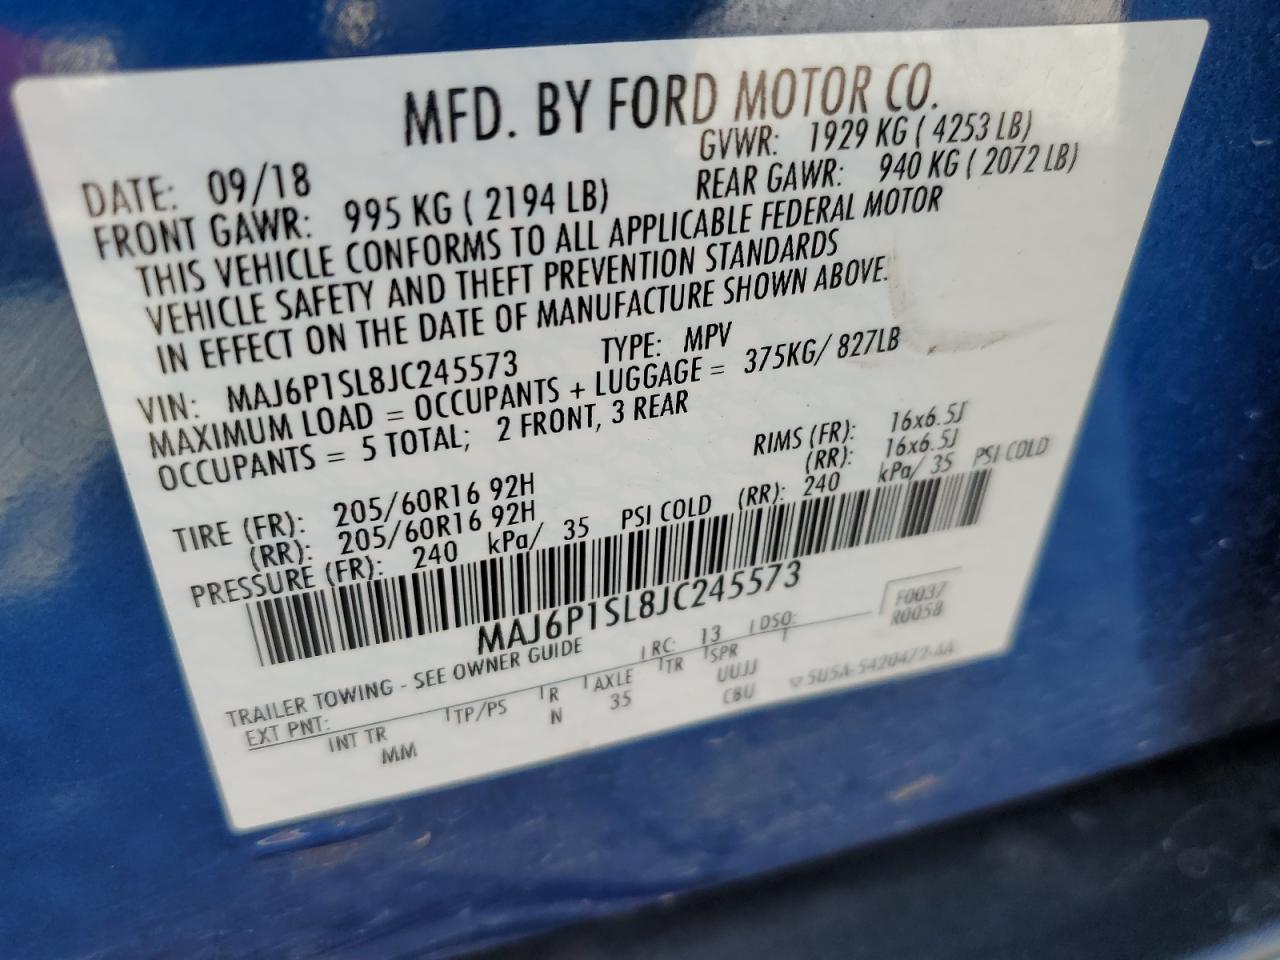 MFD. BY FORD MOTOR CO.
DATE: 09/18 GVWR: 1929 KG ( 4253 LB)
FRONT GAWR: 995 KG ( 2194 LB) REAR GAWR: 940 KG ( 2072 LB)
THIS VEHICLE CONFORMS TO ALL APPLICABLE FEDERAL MOTOR
VEHICLE SAFETY AND THEFT PREVENTION STANDARDS
IN EFFECT ON THE DATE OF MANUFACTURE SHOWN ABOVE.
VIN: MAJ6P1SL8JC245573 TYPE: MPV
MAXIMUM LOAD = OCCUPANTS + LUGGAGE = 375KG/ 827LB
OCCUPANTS = 5 TOTAL; 2 FRONT, 3 REAR
TIRE (FR): 205/60R16 92H RIMS (FR): 16x6.5J
(RR): 205/60R16 92H (RR): 16x6.5J
PRESSURE (FR): 240 kPa/ 35 PSI COLD (RR): 240 kPa/ 35 PSI COLD
MAJ6P1SL8JC245573
TRAILER TOWING - SEE OWNER GUIDE
F0037
R0058
EXT PNT: RC: 13 DSO:
INT TR TP/PS R AXLE TR SPR
MM N 35 UUJJ
CBU
5U5A-5420472-AA